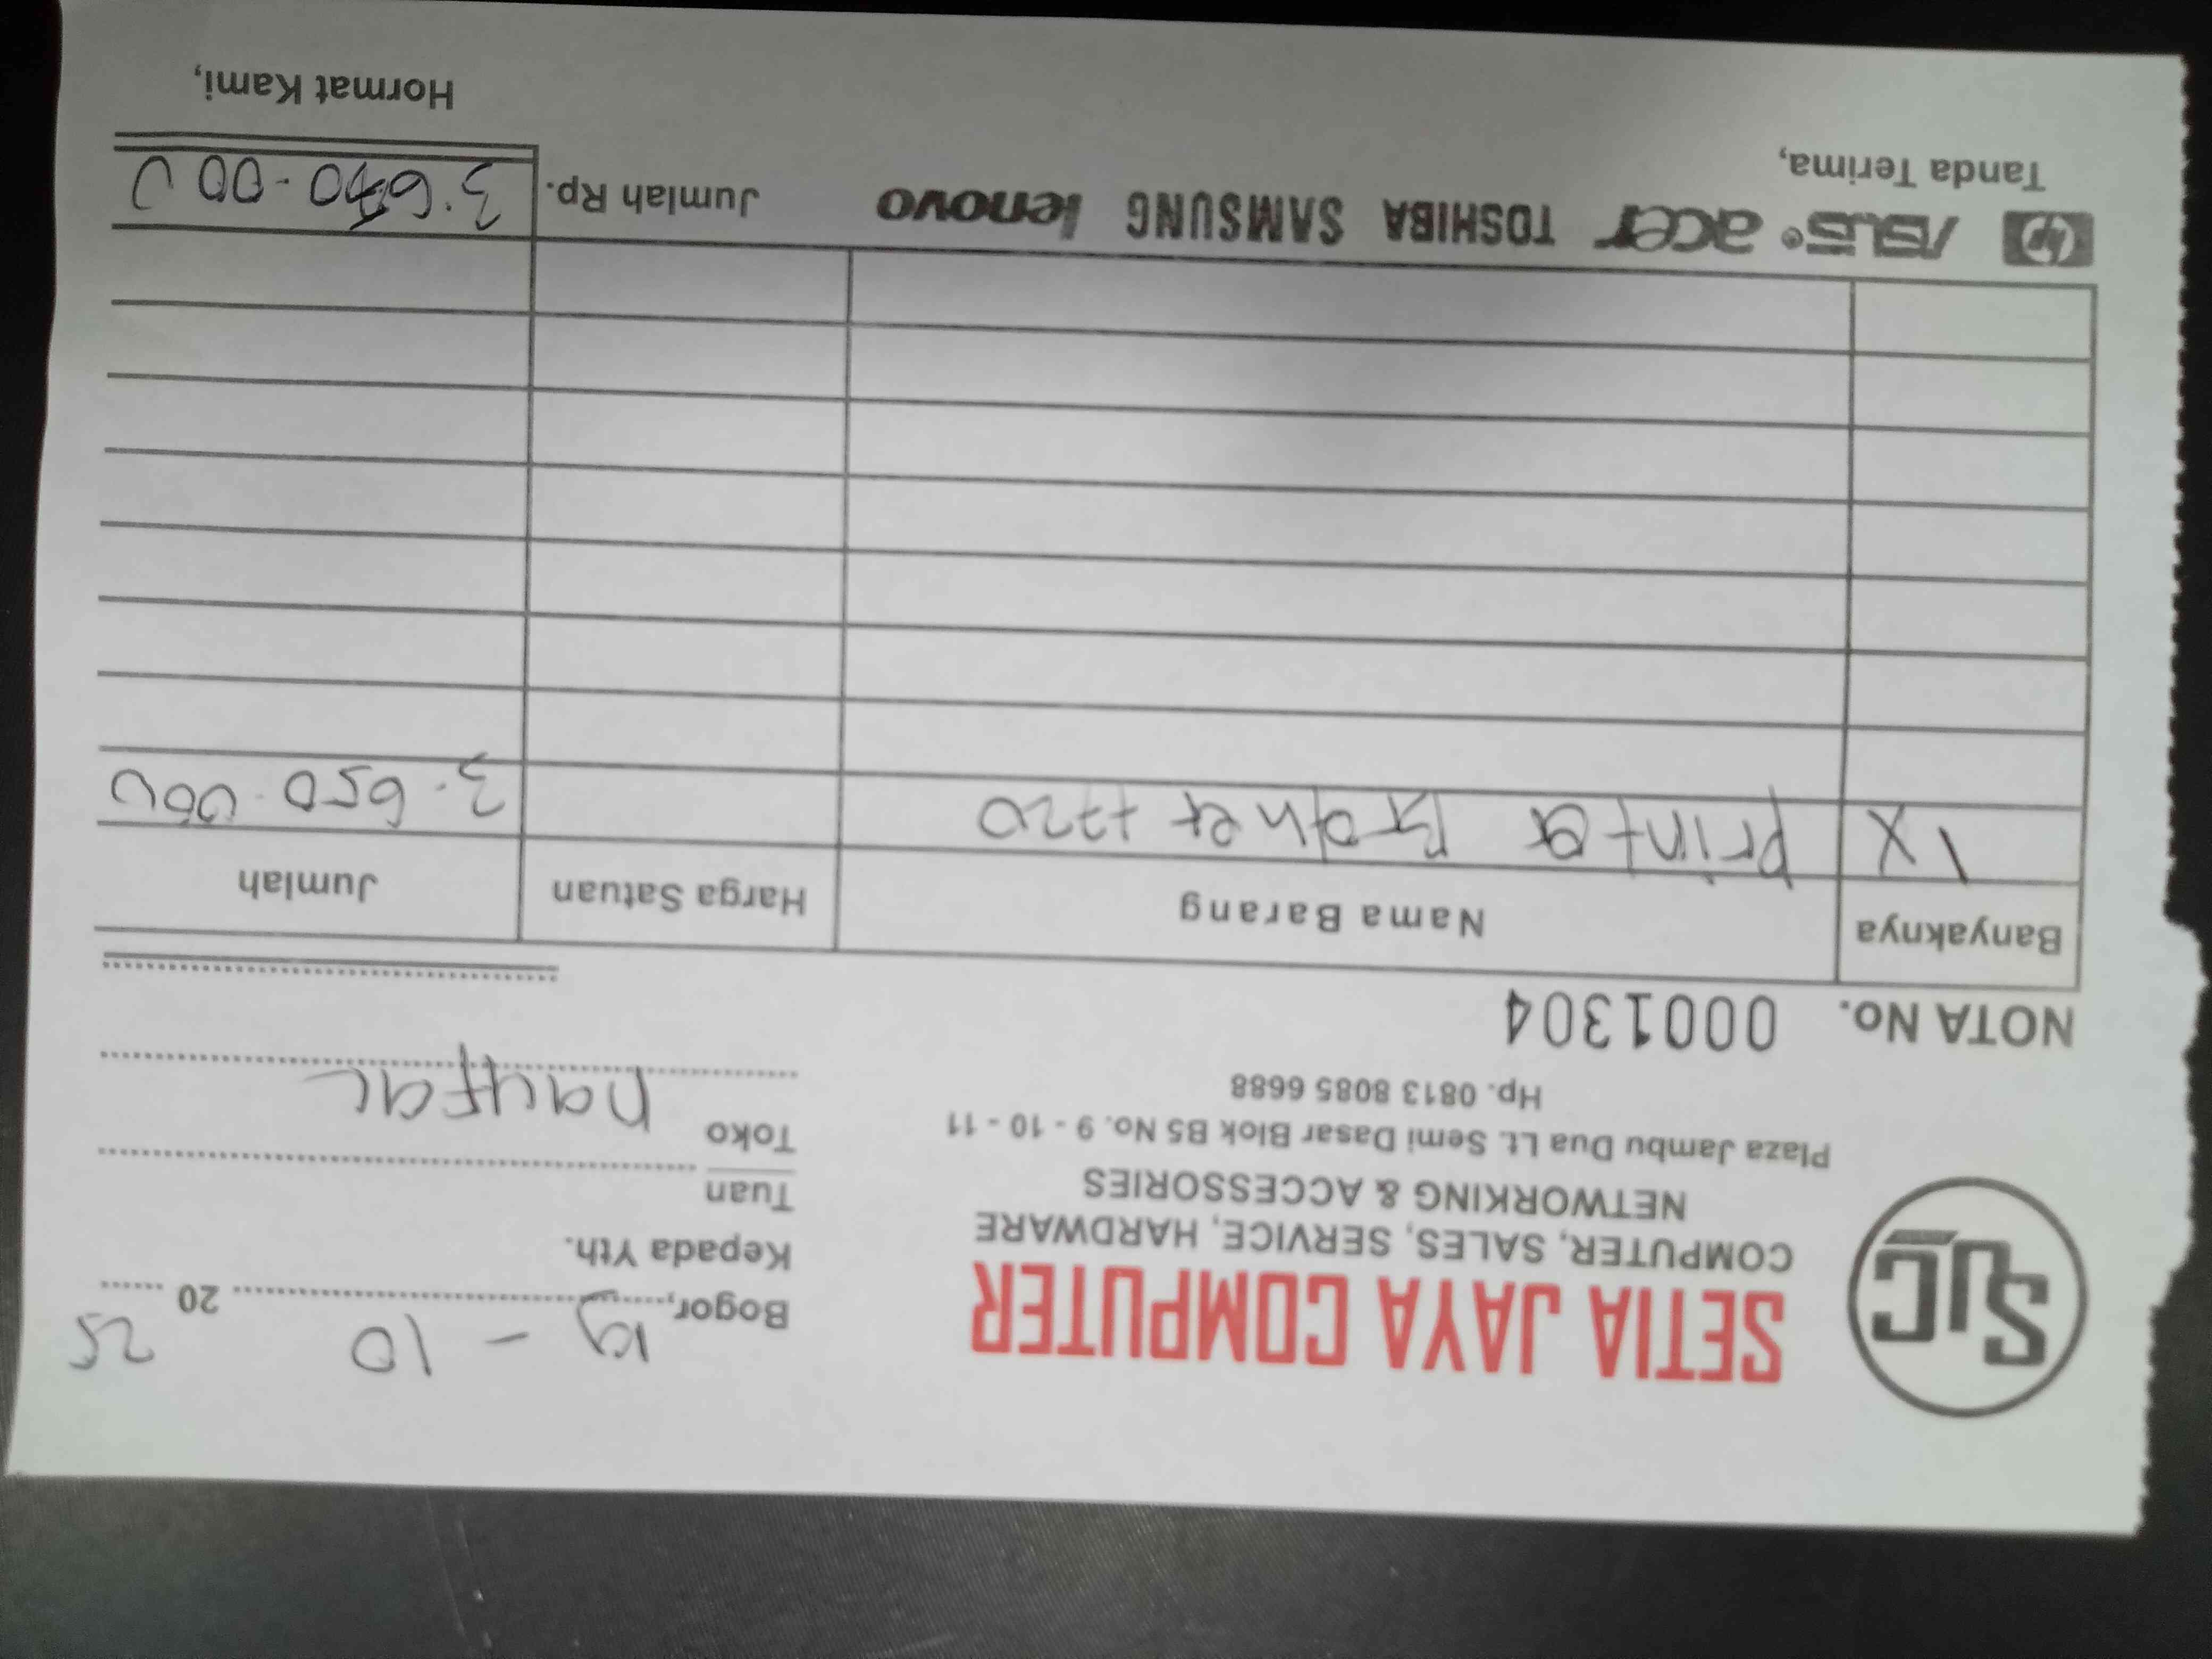 SJC
SETIA JAYA COMPUTER
COMPUTER, SALES, SERVICE, HARDWARE
NETWORKING & ACCESSORIES
Plaza Jambu Dua Lt. Semi Dasar Blok B5 No. 9 - 10 - 11
Hp. 0813 8085 6688
Bogor, 19 - 10 20 25
Kepada Yth.
Tuan
Toko
naufal
NOTA No. 0001304
Banyaknya Nama Barang Harga Satuan Jumlah
1 X printer Brother t720 3.650.000
hp ASUS acer TOSHIBA SAMSUNG lenovo Jumlah Rp. 3.650.000
Tanda Terima, Hormat Kami,